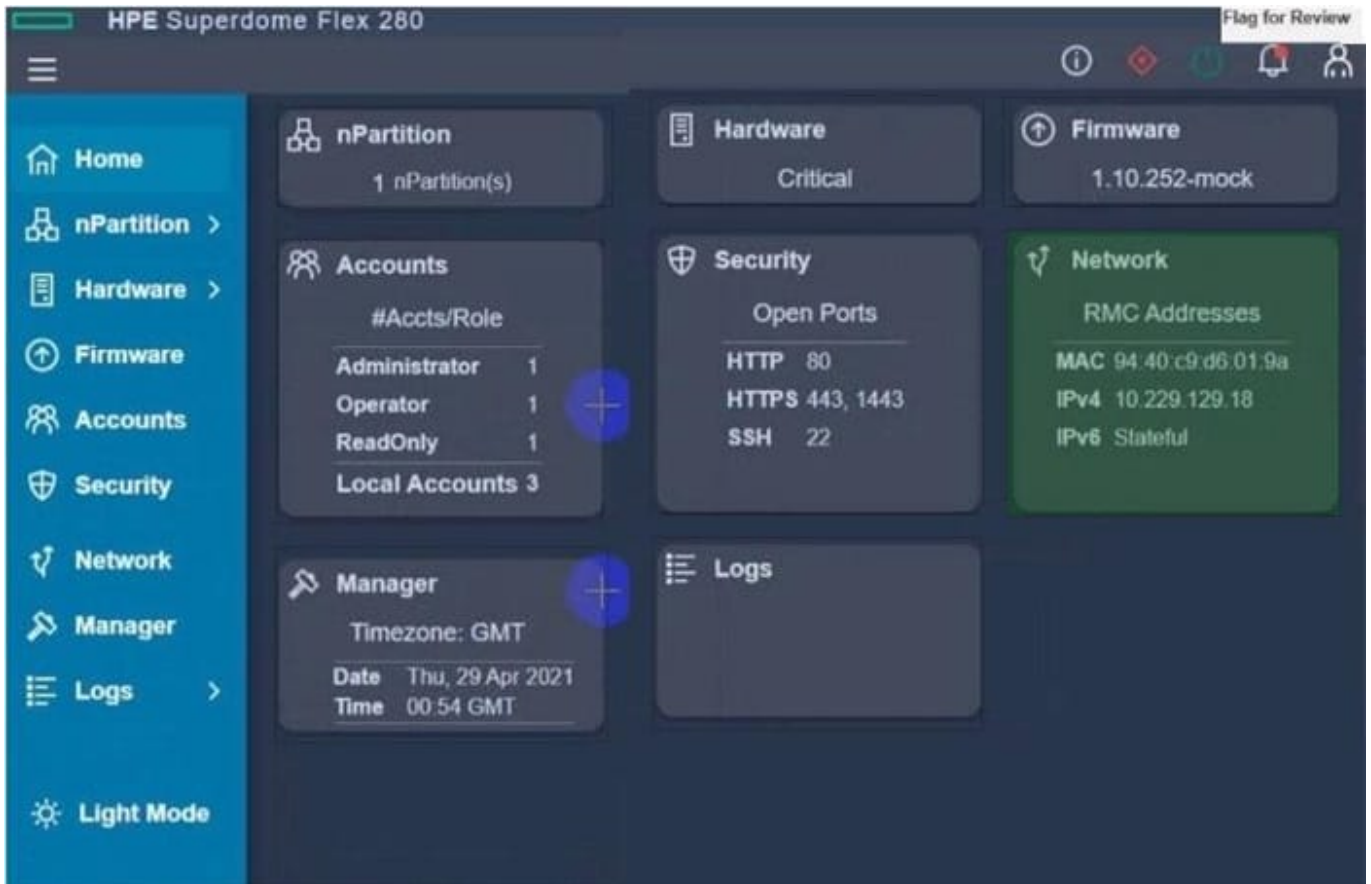 HPE Superdome Flex 280
Flag for Review
Home
nPartition
Hardware
Firmware
Accounts
Security
Network
Manager
Logs
Light Mode
nPartition
1 nPartition(s)
Hardware
Critical
Firmware
1.10.252-mock
Accounts
#Accts/Role
Administrator 1
Operator 1
ReadOnly 1
Local Accounts 3
Security
Open Ports
HTTP 80
HTTPS 443, 1443
SSH 22
Network
RMC Addresses
MAC 94:40:c9:d6:01:9a
IPv4 10.229.129.18
IPv6 Stateful
Manager
Timezone: GMT
Date Thu, 29 Apr 2021
Time 00:54 GMT
Logs